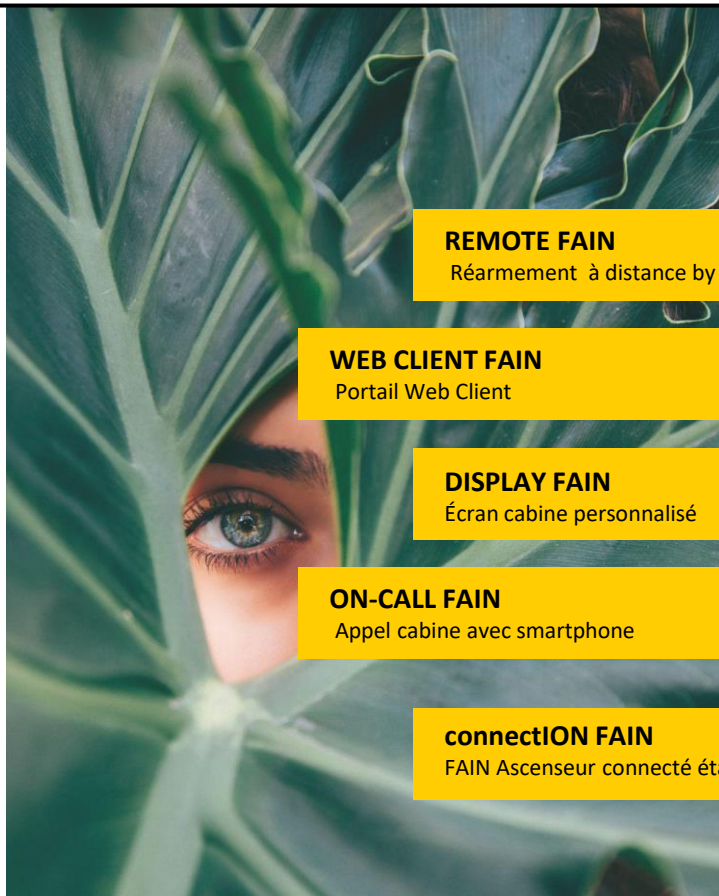 REMOTE FAIN
Réarmement à distance by
WEB CLIENT FAIN
Portail Web Client
DISPLAY FAIN
Écran cabine personnalisé
ON-CALL FAIN
Appel cabine avec smartphone
connectION FAIN
FAIN Ascenseur connecté